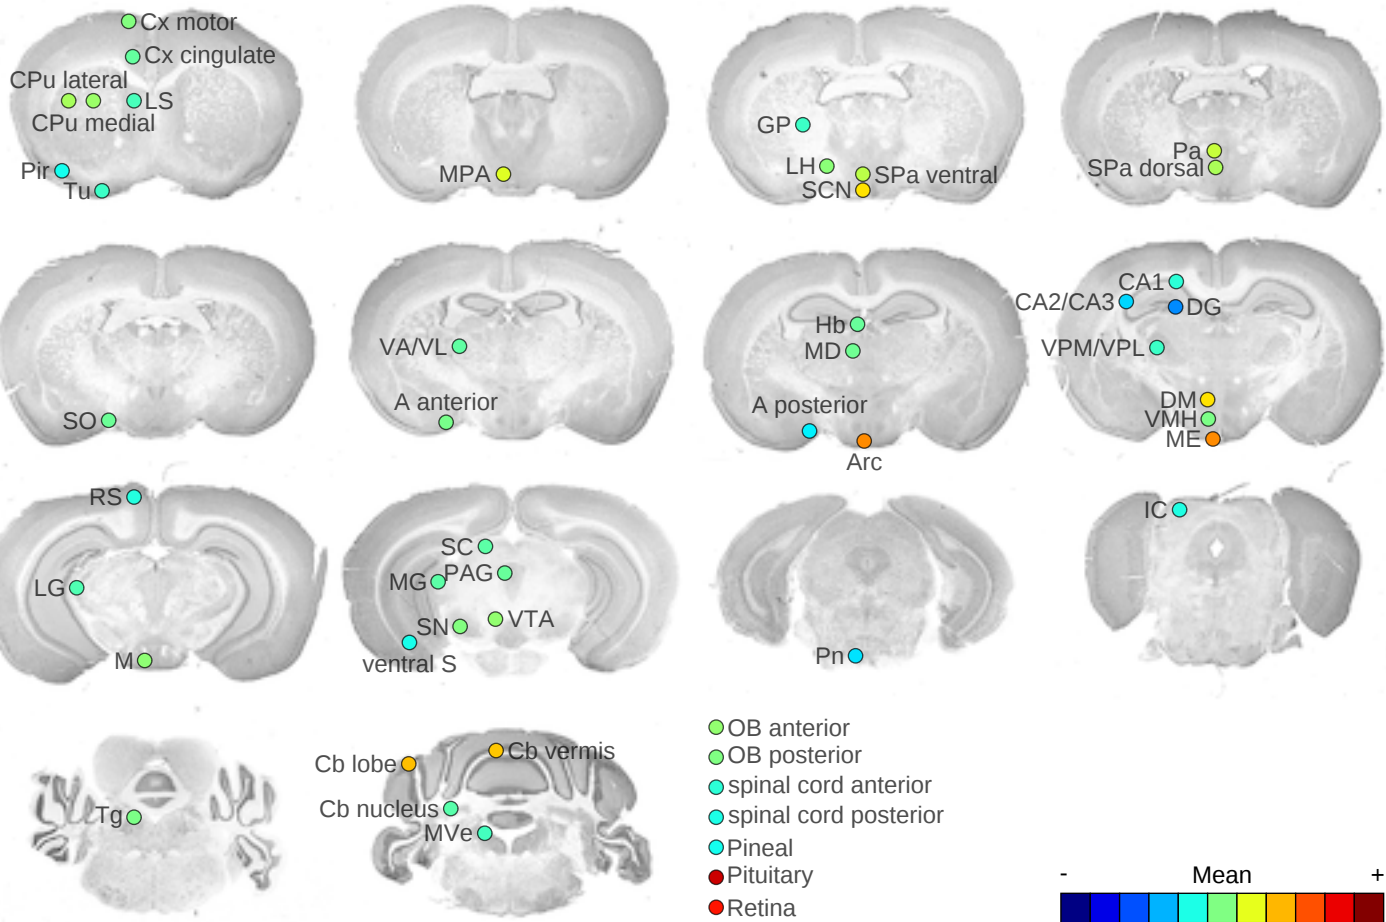 Cx motor
Cx cingulate
CPu lateral
LS
CPu medial
Pir
Tu
MPA
GP
LH
SPa ventral
SCN
Pa
SPa dorsal
SO
VA/VL
A anterior
Hb
MD
A posterior
Arc
CA1
CA2/CA3
DG
VPM/VPL
DM
VMH
ME
RS
LG
M
SC
MG
PAG
SN
VTA
ventral S
Pn
IC
Tg
Cb lobe
Cb vermis
Cb nucleus
MVe
OB anterior
OB posterior
spinal cord anterior
spinal cord posterior
Pineal
Pituitary
Retina
- Mean +